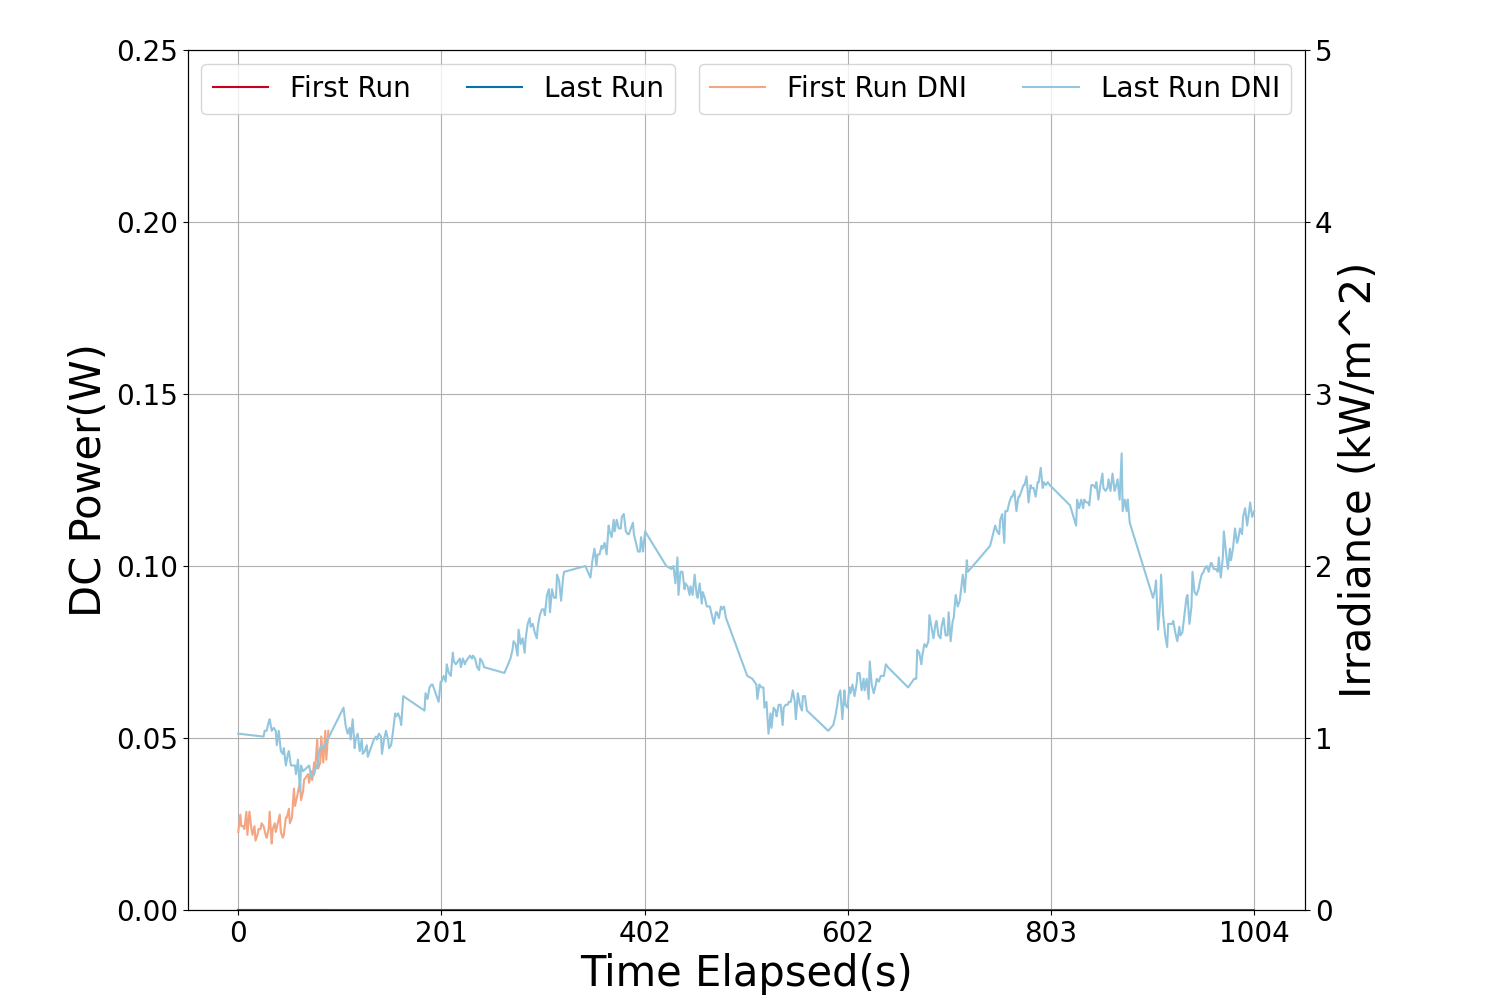 First Run Last Run First Run DNI Last Run DNI
0.25
0.20
0.15
0.10
0.05
0.00
DC Power(W)
5
4
3
2
1
0
Irradiance (kW/m^2)
0 201 402 602 803 1004
Time Elapsed(s)